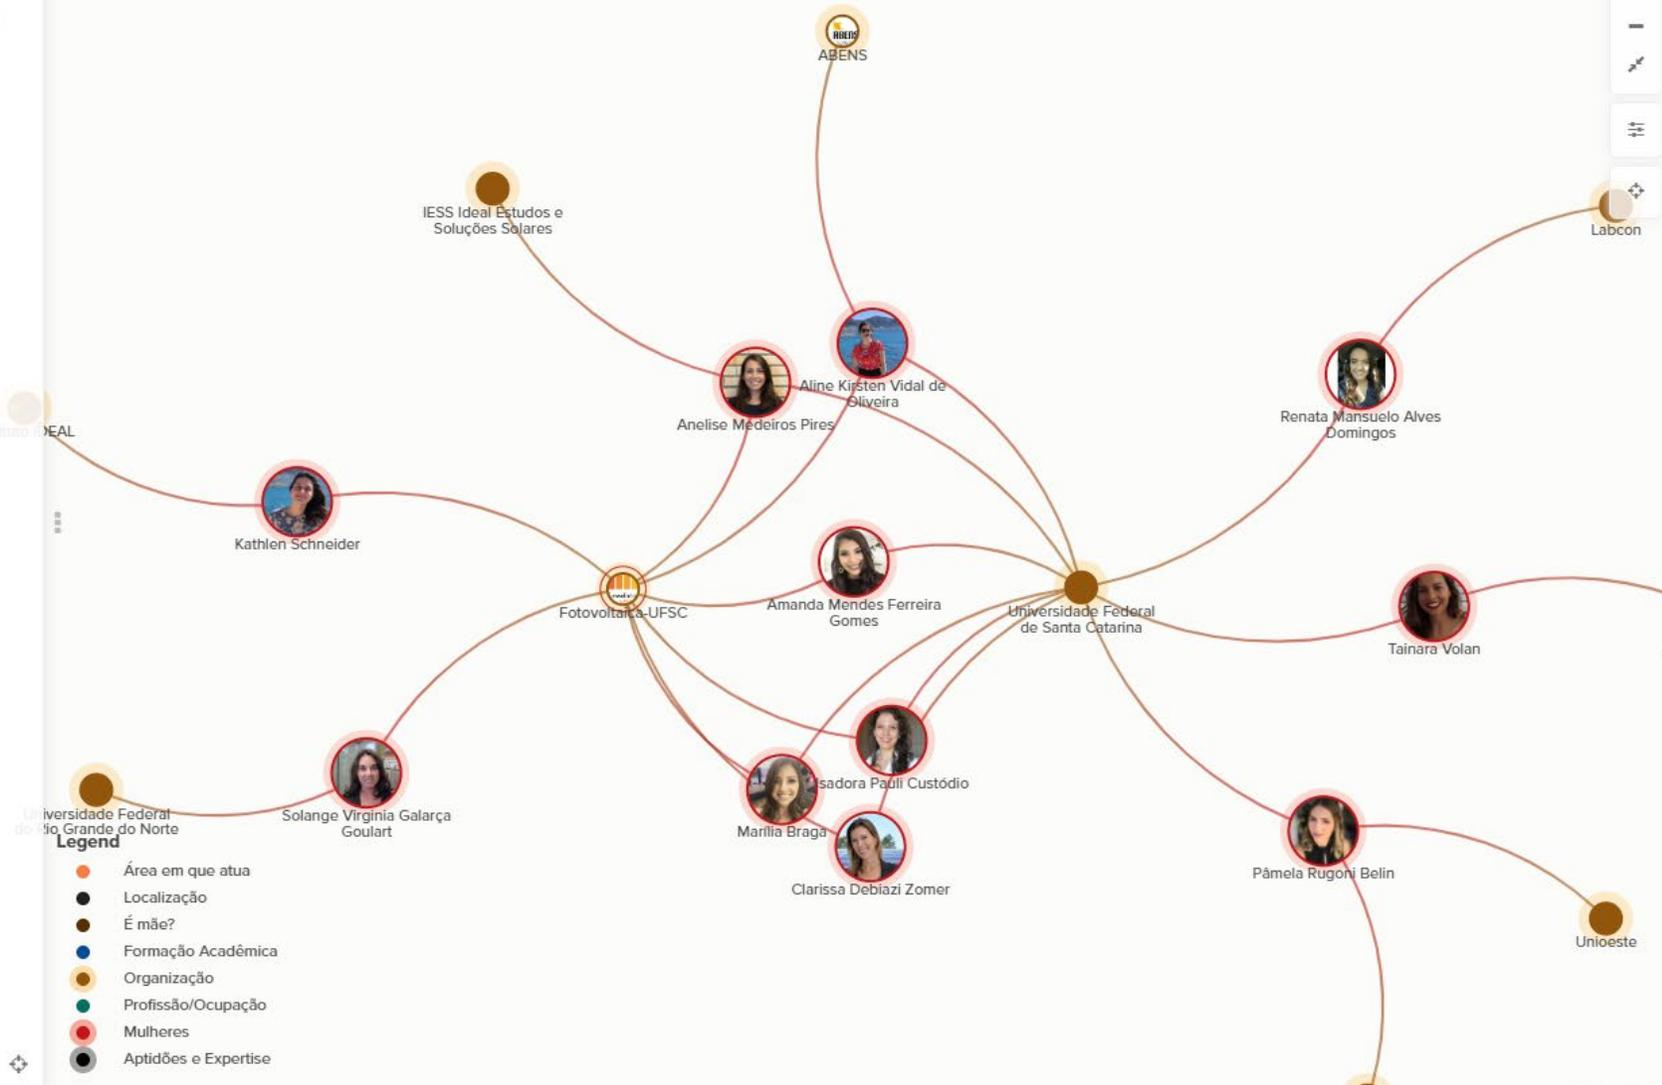 ABENS
ABENS
IESS Ideal Estudos e
Soluções Solares
Labcon
Aline Kirsten Vidal de
Oliveira
Anelise Medeiros Pires
Renata Mansuelo Alves
Domingos
IDEAL
Kathlen Schneider
Fotovoltaica-UFSC
Amanda Mendes Ferreira
Gomes
Universidade Federal
de Santa Catarina
Tainara Volan
Isadora Pauli Custódio
Universidade Federal
do Rio Grande do Norte
Solange Virginia Galarça
Goulart
Marília Braga
Clarissa Debiazi Zomer
Pâmela Rugoni Belin
Unioeste
Legend
Área em que atua
Localização
É mãe?
Formação Acadêmica
Organização
Profissão/Ocupação
Mulheres
Aptidões e Expertise